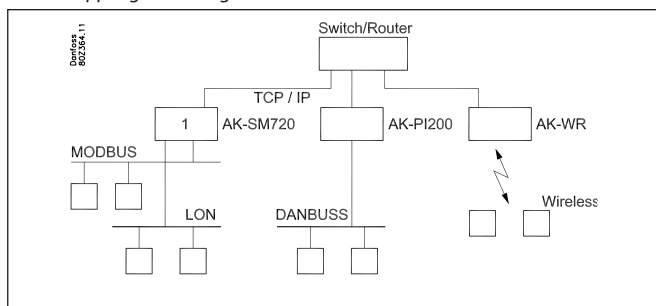 Danfoss
80Z364.11
Switch/Router
TCP / IP
1
AK-SM720
AK-PI200
AK-WR
MODBUS
Wireless
LON
DANBUSS